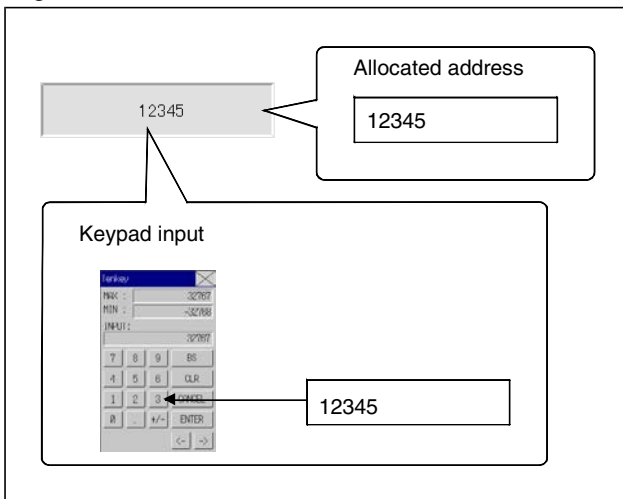 Allocated address
12345
12345
Keypad input
Tenkey
MAX : 32767
MIN : -32768
INPUT:
32767
7 8 9 BS
4 5 6 CLR
1 2 3 CANCEL
0 . +/- ENTER
<- ->
12345